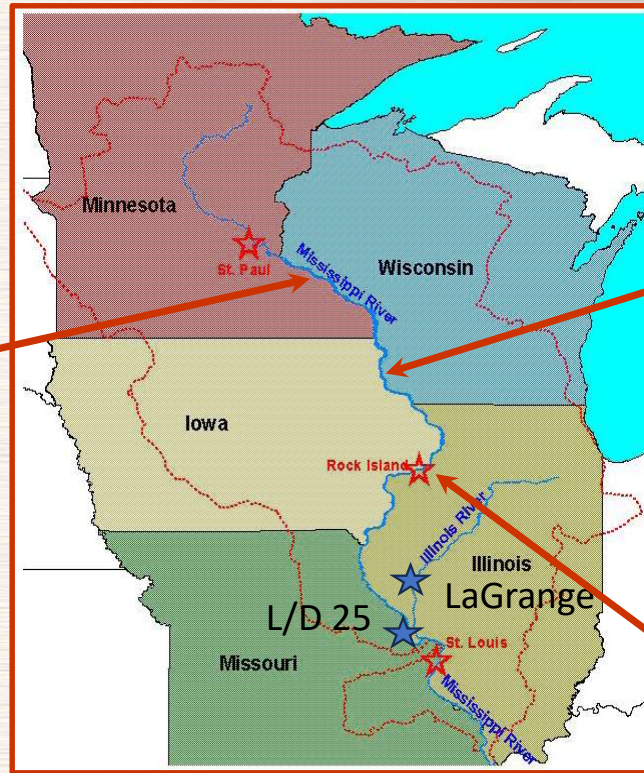 Minnesota
St. Paul
Mississippi River
Wisconsin
Iowa
Rock Island
Illinois River
Illinois
LaGrange
L/D 25
St. Louis
Missouri
Mississippi River